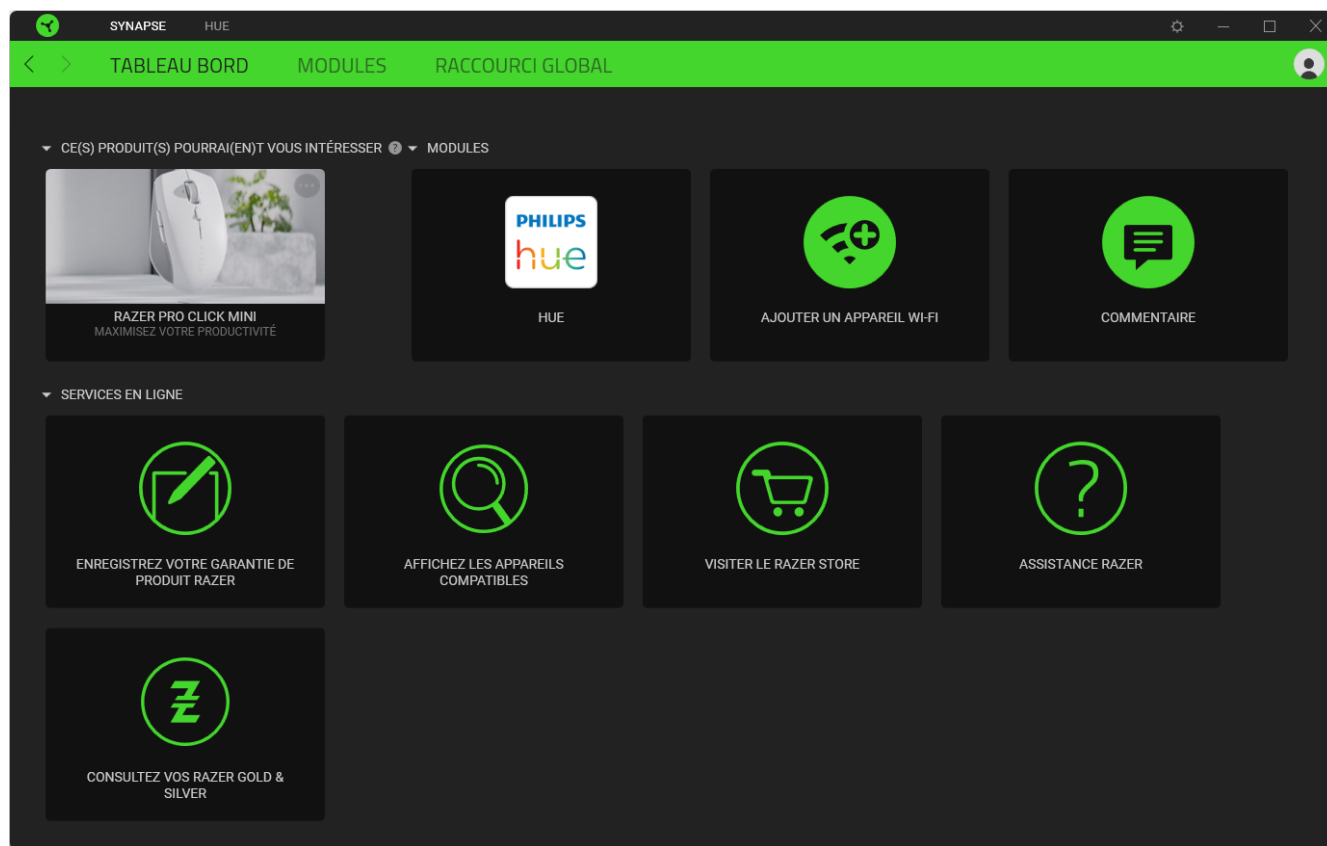 SYNAPSE HUE
TABLEAU BORD MODULES RACCOURCI GLOBAL
CE(S) PRODUIT(S) POURRAI(EN)T VOUS INTÉRESSER ? MODULES
RAZER PRO CLICK MINI
MAXIMISEZ VOTRE PRODUCTIVITÉ
PHILIPS
hue
HUE
AJOUTER UN APPAREIL WI-FI
COMMENTAIRE
SERVICES EN LIGNE
ENREGISTREZ VOTRE GARANTIE DE
PRODUIT RAZER
AFFICHEZ LES APPAREILS
COMPATIBLES
VISITER LE RAZER STORE
?
ASSISTANCE RAZER
CONSULTEZ VOS RAZER GOLD &
SILVER